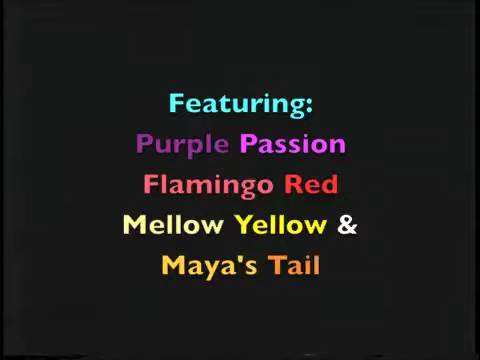 Featuring:
Purple Passion
Flamingo Red
Mellow Yellow &
Maya's Tail